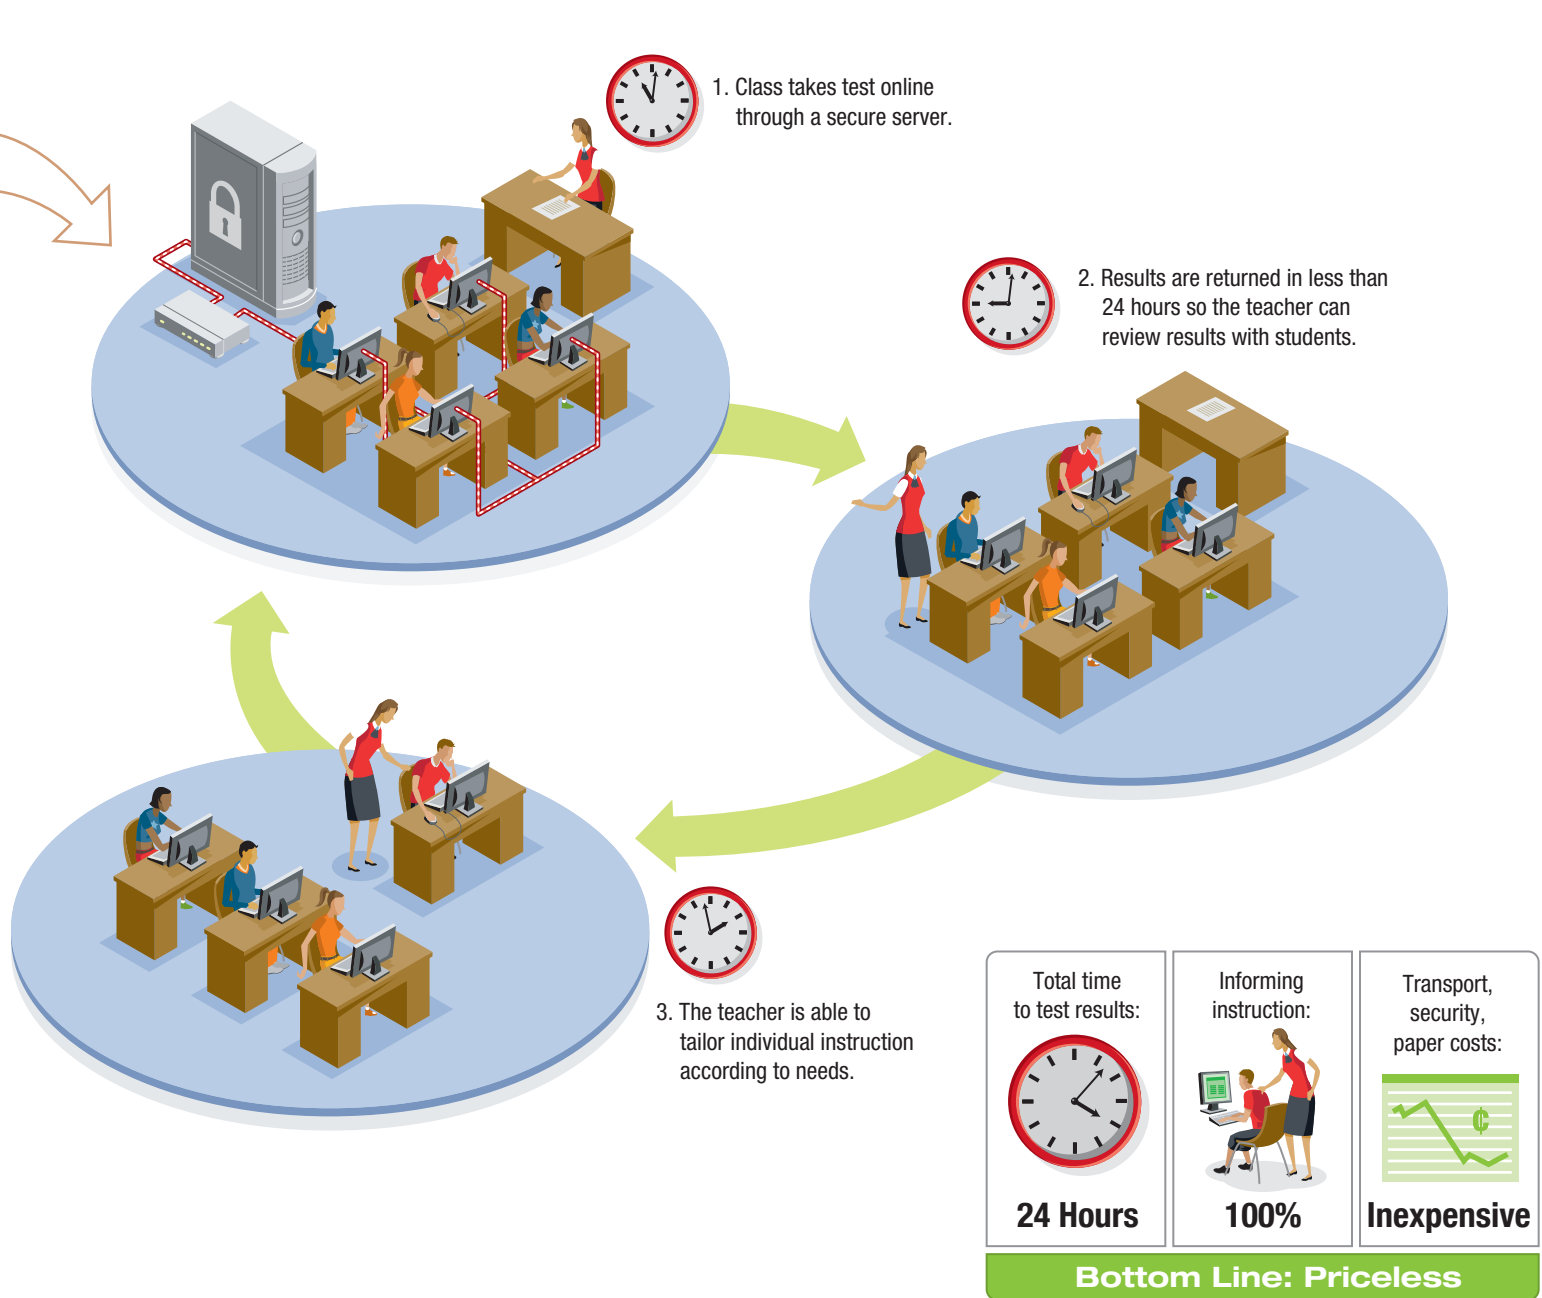 1. Class takes test online
through a secure server.
2. Results are returned in less than
24 hours so the teacher can
review results with students.
3. The teacher is able to
tailor individual instruction
according to needs.
Total time
to test results:
24 Hours
Informing
instruction:
100%
Transport,
security,
paper costs:
¢
Inexpensive
Bottom Line: Priceless